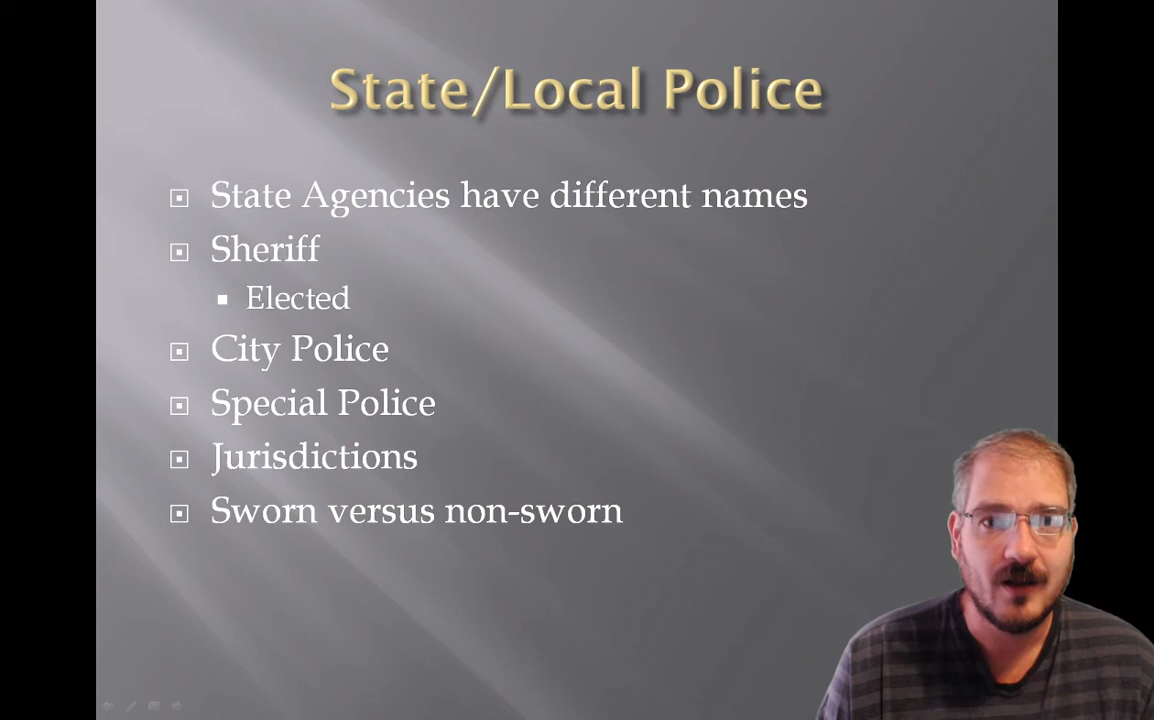 State/Local Police
State Agencies have different names
Sheriff
Elected
City Police
Special Police
Jurisdictions
Sworn versus non-sworn